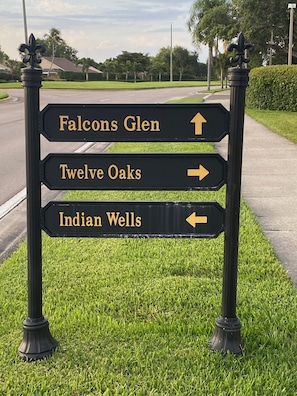 Falcons Glen ↑
Twelve Oaks →
Indian Wells ←